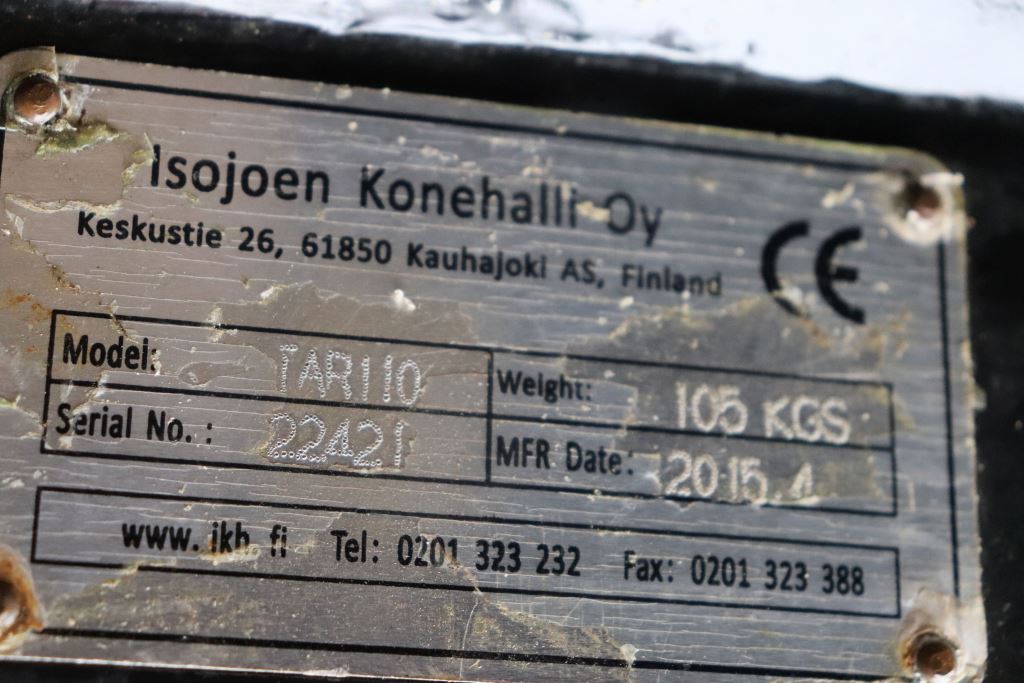 Isojoen Konehalli Oy
Keskustie 26, 61850 Kauhajoki AS, Finland
CE
Model: TAR110 Weight: 105 KGS
Serial No.: 22421 MFR Date: 2015.4
www.ikh.fi Tel: 0201 323 232 Fax: 0201 323 388